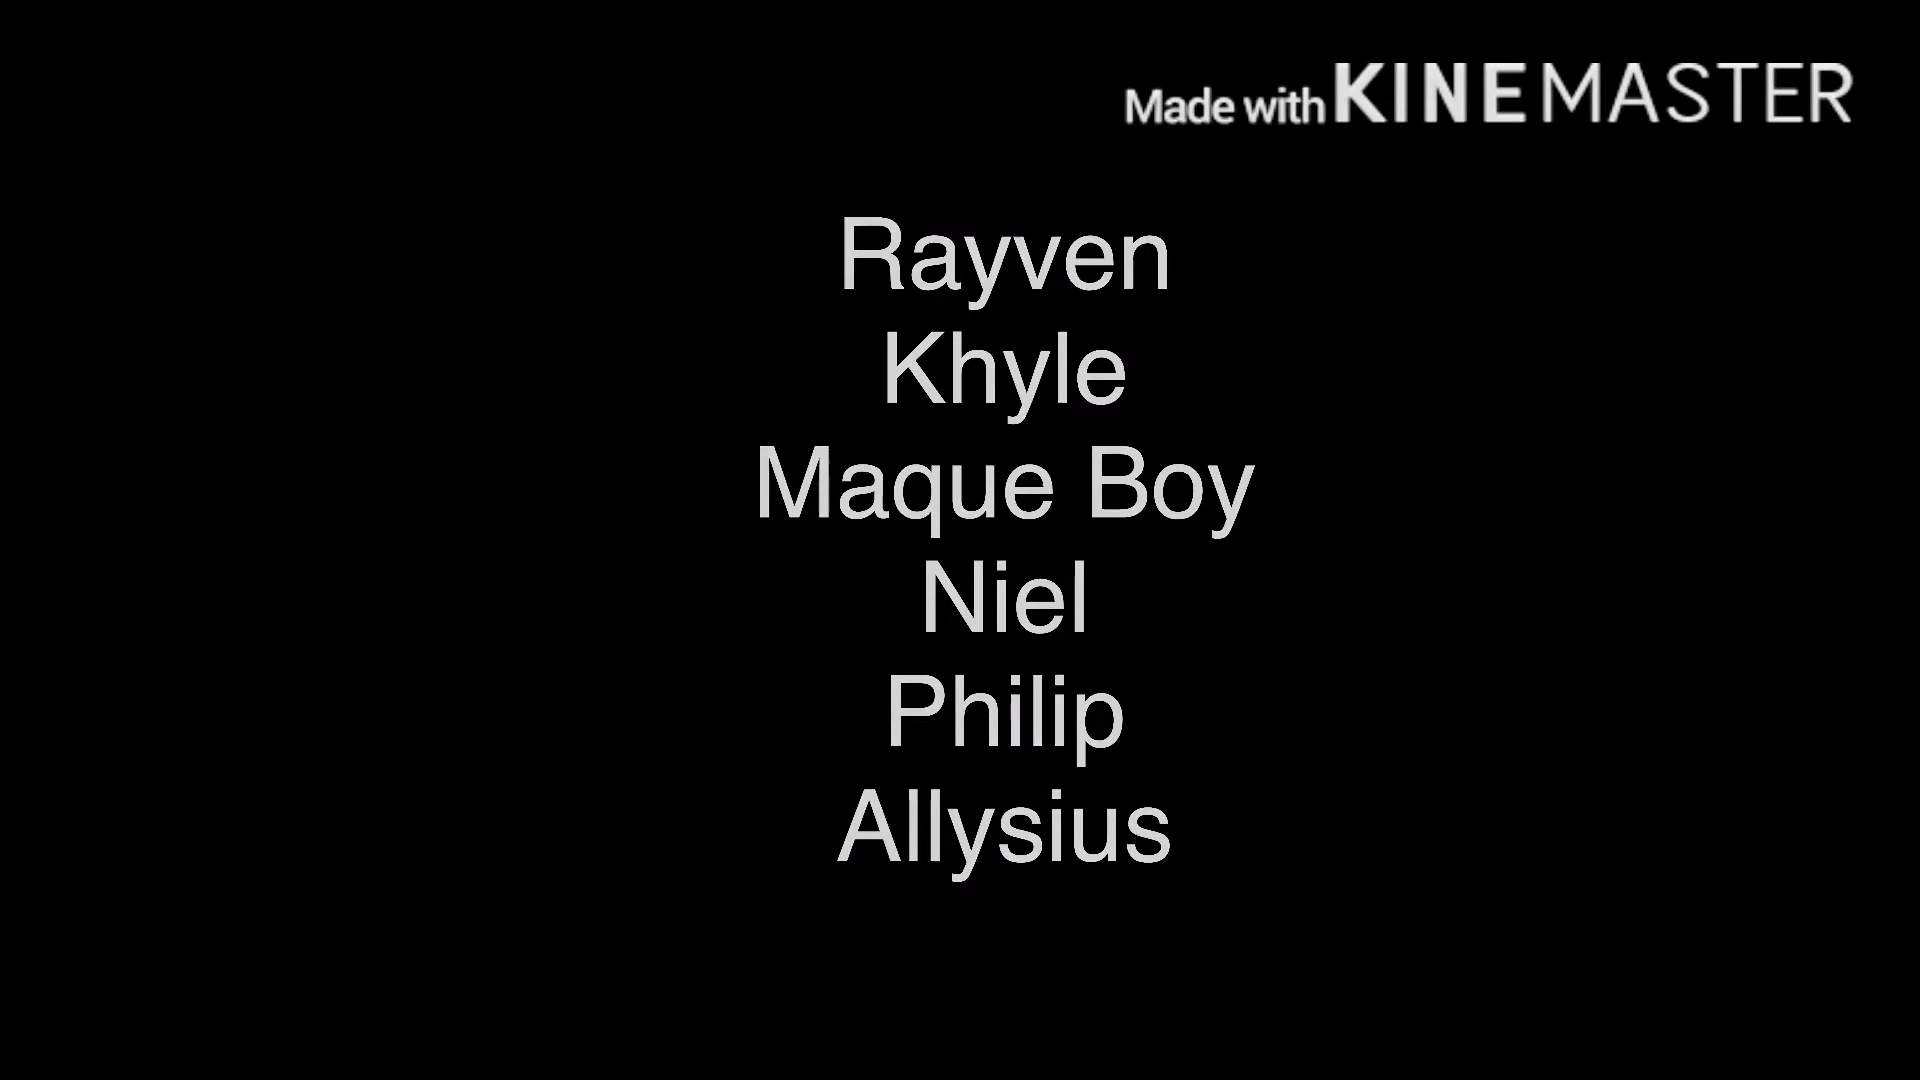 Made with KINEMASTER
Rayven
Khyle
Maque Boy
Niel
Philip
Allysius